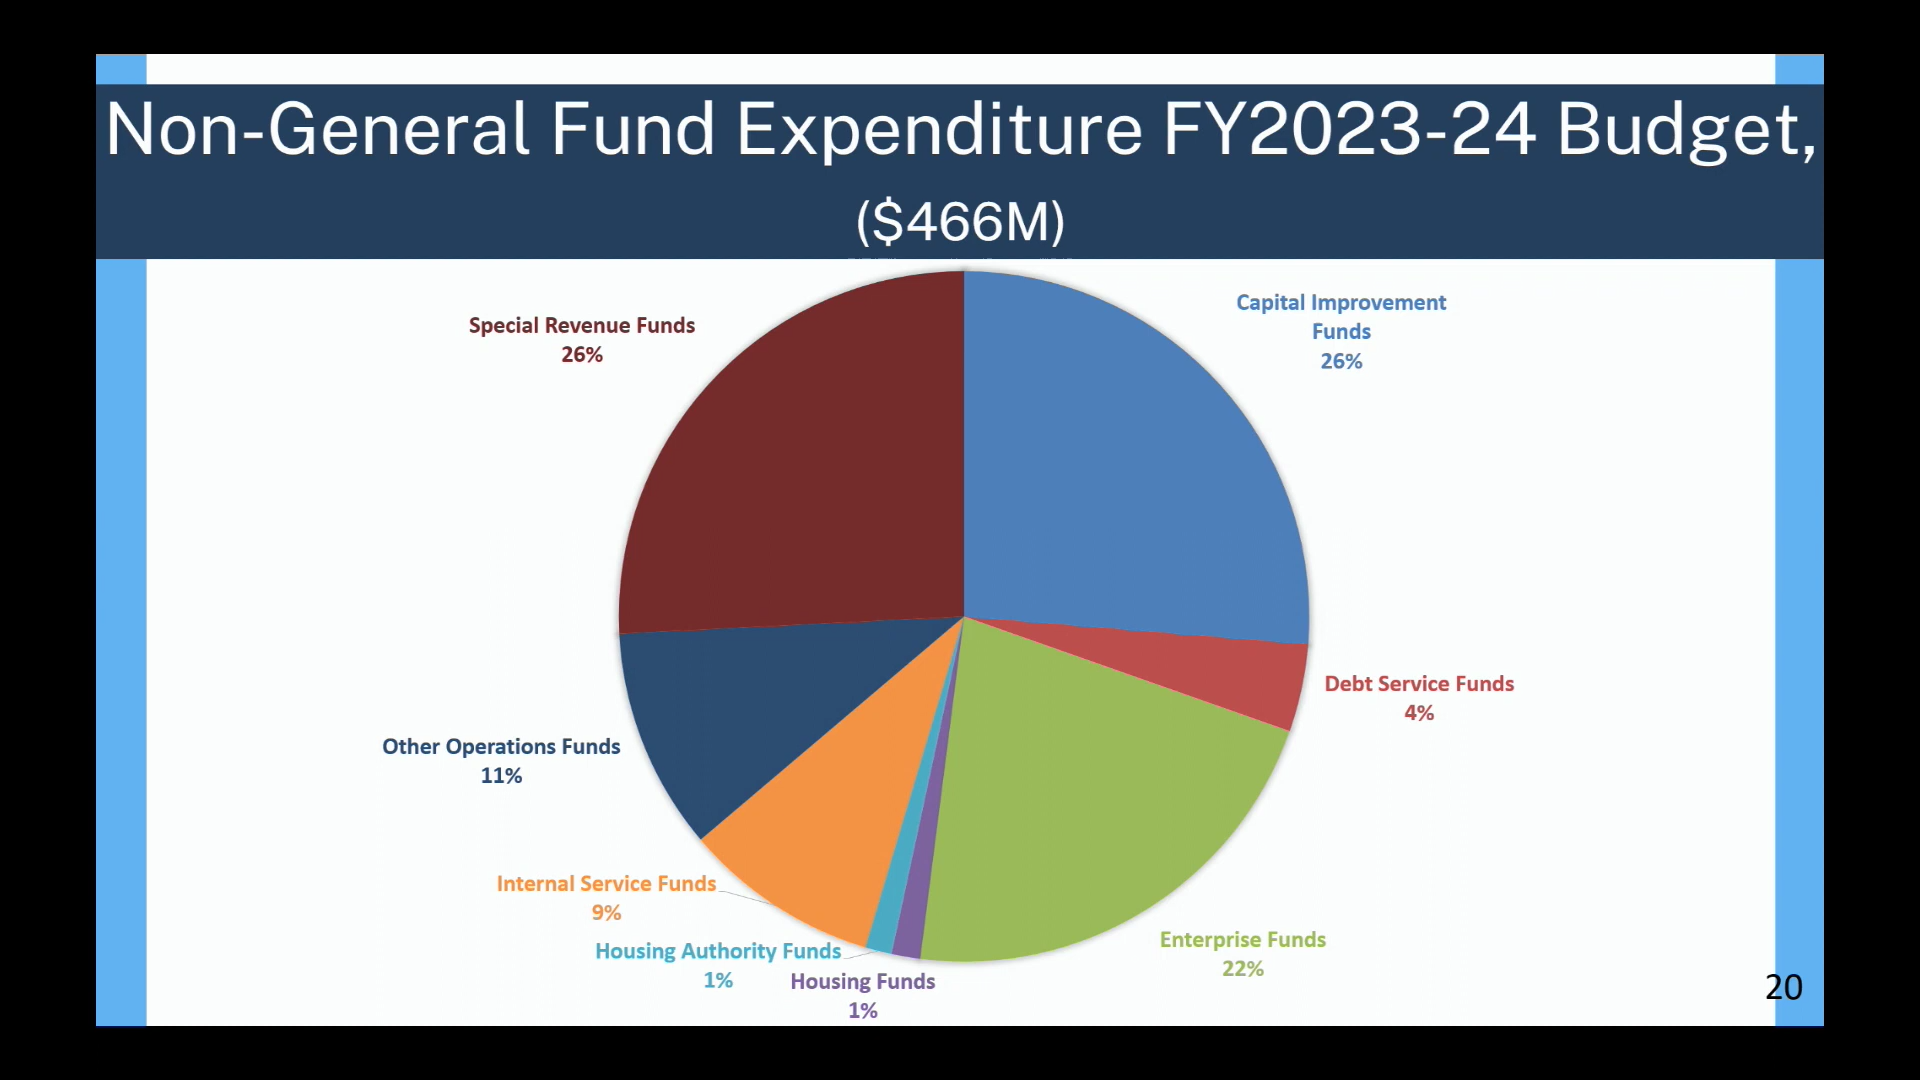 Non-General Fund Expenditure FY2023-24 Budget,
($466M)
Special Revenue Funds
26%
Capital Improvement
Funds
26%
Debt Service Funds
4%
Other Operations Funds
11%
Internal Service Funds
9%
Housing Authority Funds
1%
Housing Funds
1%
Enterprise Funds
22%
20